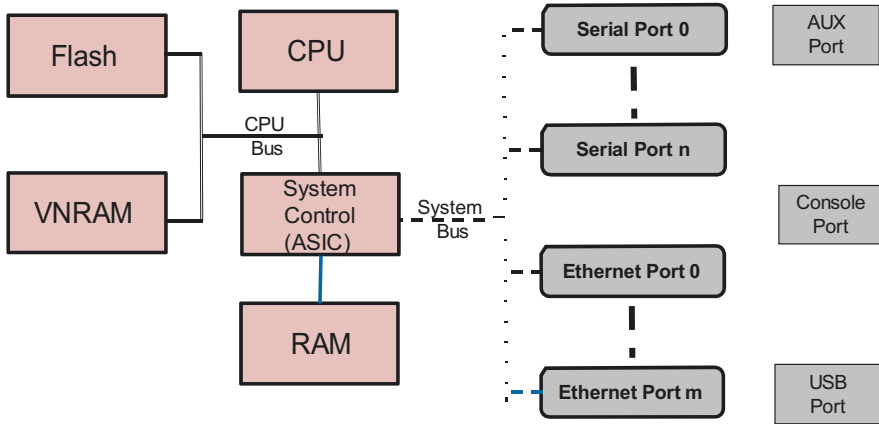 Flash
CPU
CPU
Bus
VNRAM
System
Control
(ASIC)
System
Bus
RAM
Serial Port 0
Serial Port n
Ethernet Port 0
Ethernet Port m
AUX
Port
Console
Port
USB
Port